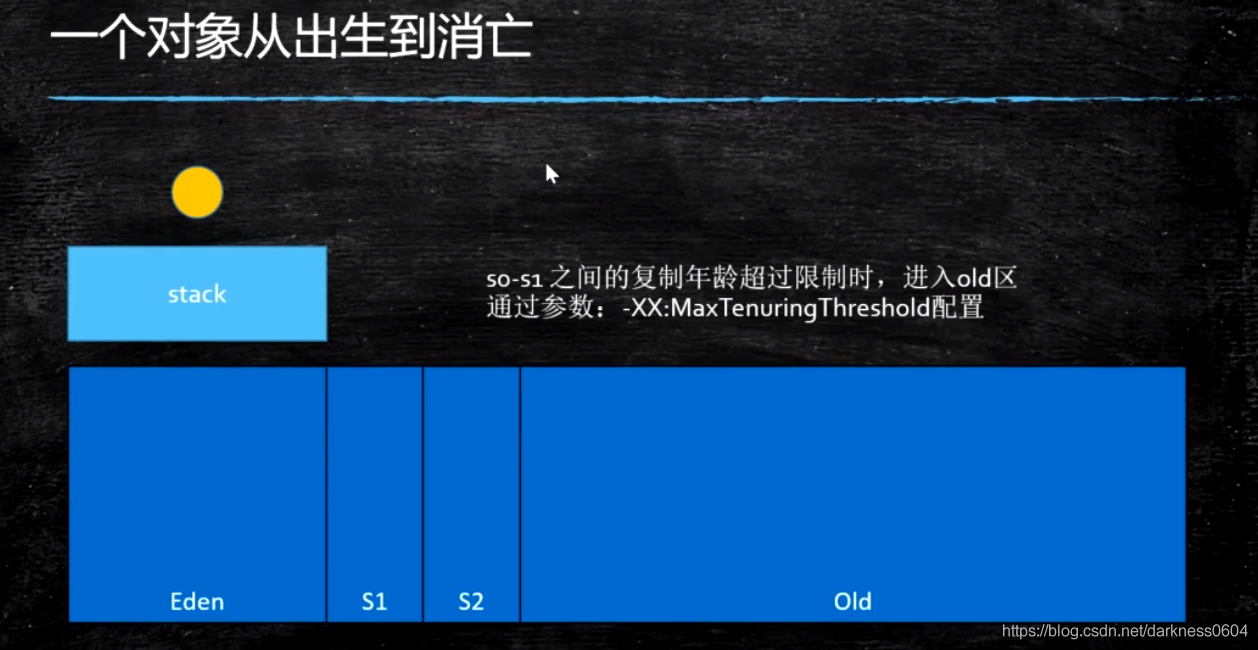 一个对象从出生到消亡
stack
s0-s1 之间的复制年龄超过限制时，进入old区
通过参数：-XX:MaxTenuringThreshold配置
Eden
S1
S2
Old
https://blog.csdn.net/darkness0604